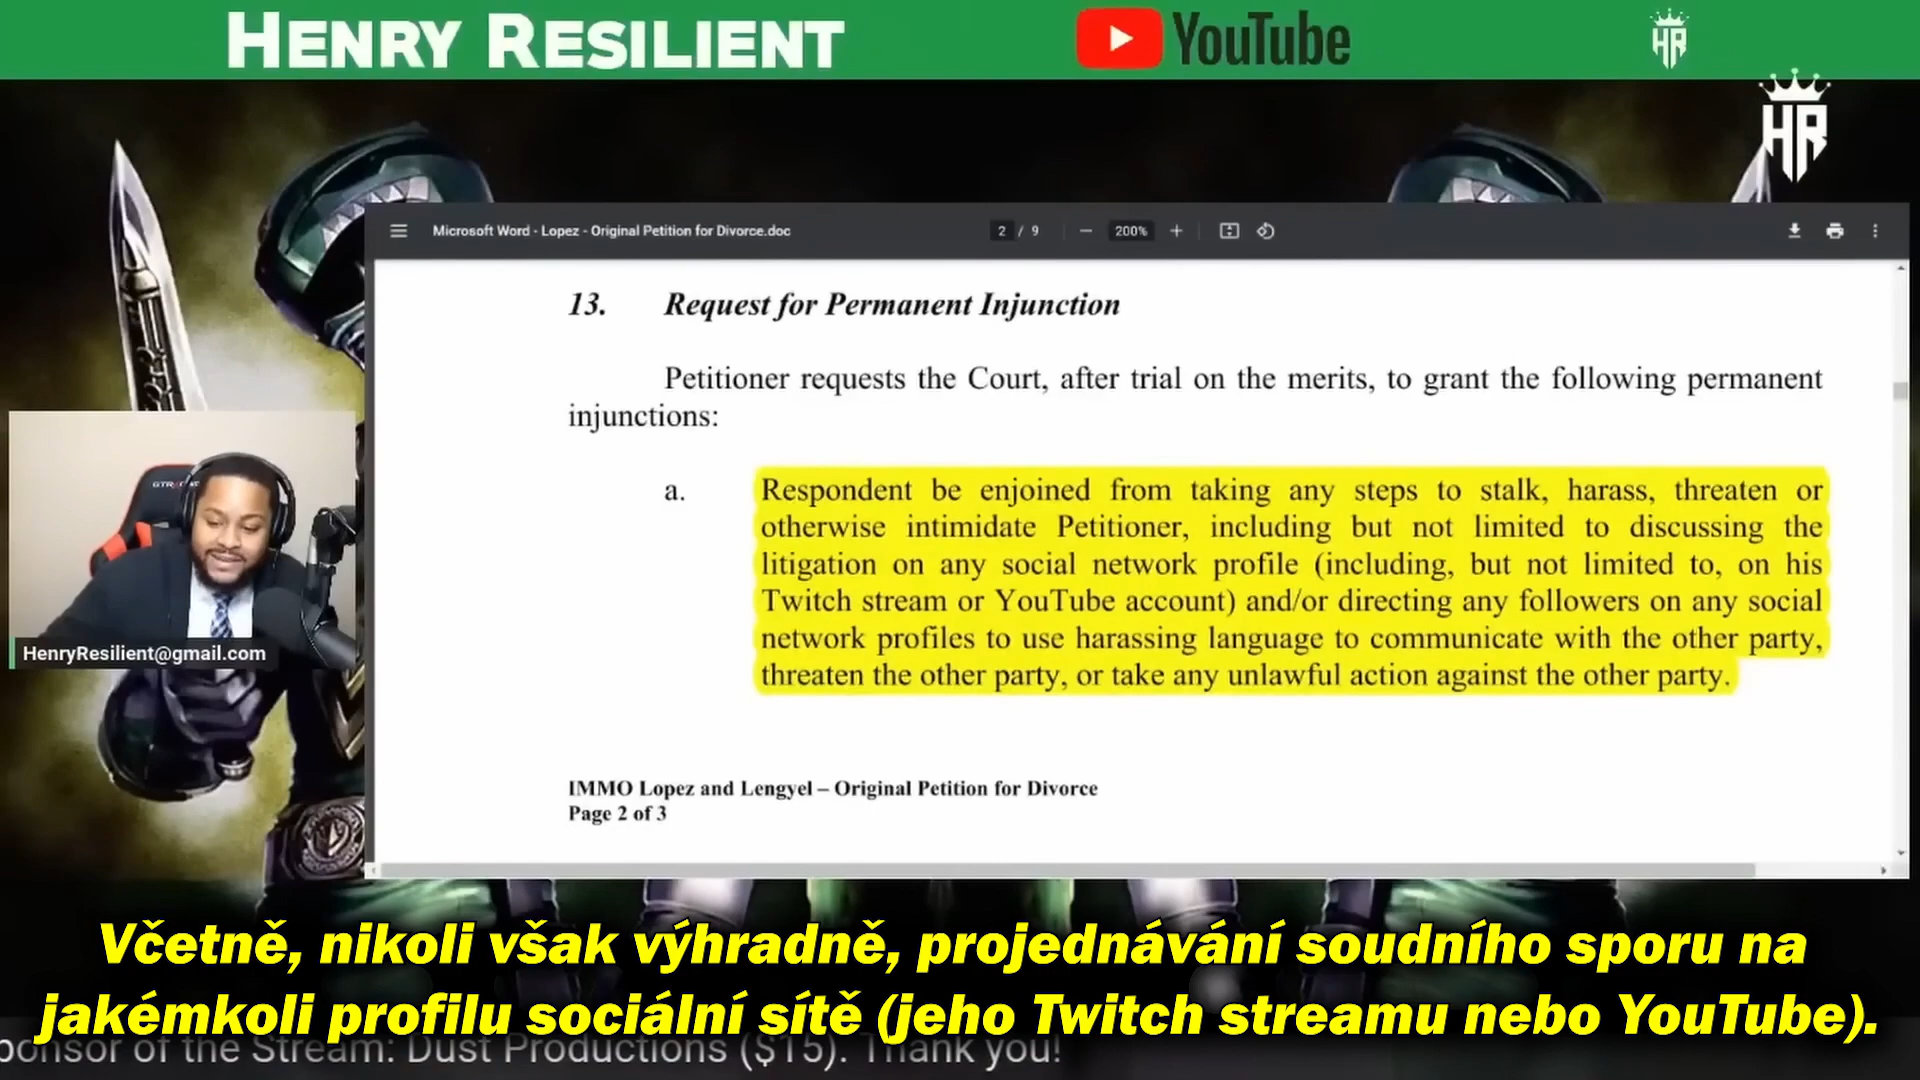 HENRY RESILIENT
YouTube
HR
HR
Microsoft Word - Lopez - Original Petition for Divorce.doc
2 / 9
200%
13. Request for Permanent Injunction
Petitioner requests the Court, after trial on the merits, to grant the following permanent
injunctions:
a. Respondent be enjoined from taking any steps to stalk, harass, threaten or
otherwise intimidate Petitioner, including but not limited to discussing the
litigation on any social network profile (including, but not limited to, on his
Twitch stream or YouTube account) and/or directing any followers on any social
network profiles to use harassing language to communicate with the other party,
threaten the other party, or take any unlawful action against the other party.
IMMO Lopez and Lengyel – Original Petition for Divorce
Page 2 of 3
HenryResilient@gmail.com
Včetně, nikoli však výhradně, projednávání soudního sporu na
jakémkoli profilu sociální sítě (jeho Twitch streamu nebo YouTube).
of the Stream: Dust Productions ($15). Thank you!